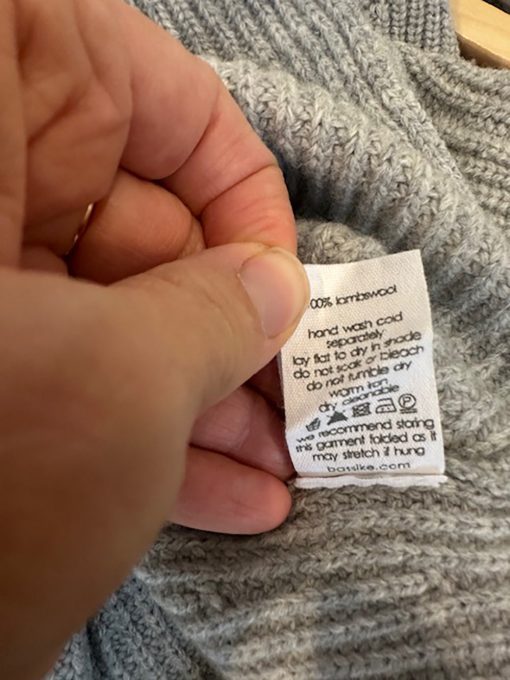 00% lambswool
hand wash cold
separately
lay flat to dry in shade
do not soak or bleach
do not tumble dry
warm iron
dry cleanable
P
we recommend storing
this garment folded as it
may stretch if hung
bassike.com